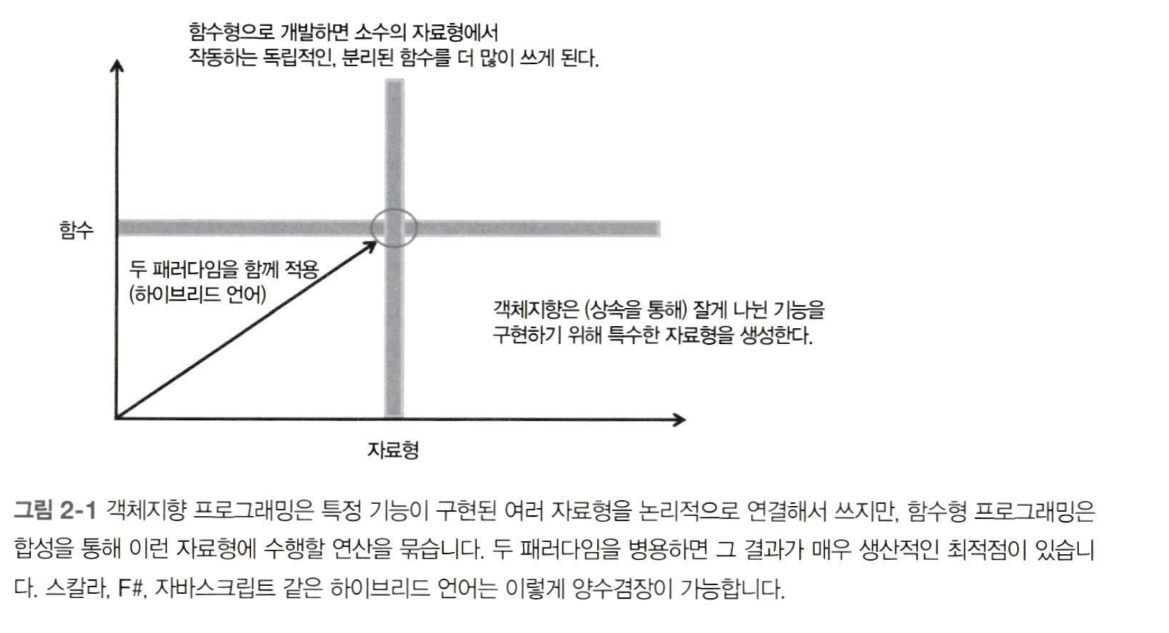 함수형으로 개발하면 소수의 자료형에서
작동하는 독립적인, 분리된 함수를 더 많이 쓰게 된다.
함수
두 패러다임을 함께 적용
(하이브리드 언어)
객체지향은 (상속을 통해) 잘게 나뉜 기능을
구현하기 위해 특수한 자료형을 생성한다.
자료형
그림 2-1 객체지향 프로그래밍은 특정 기능이 구현된 여러 자료형을 논리적으로 연결해서 쓰지만, 함수형 프로그래밍은
합성을 통해 이런 자료형에 수행할 연산을 묶습니다. 두 패러다임을 병용하면 그 결과가 매우 생산적인 최적점이 있습니
다. 스칼라, F#, 자바스크립트 같은 하이브리드 언어는 이렇게 양수겸장이 가능합니다.